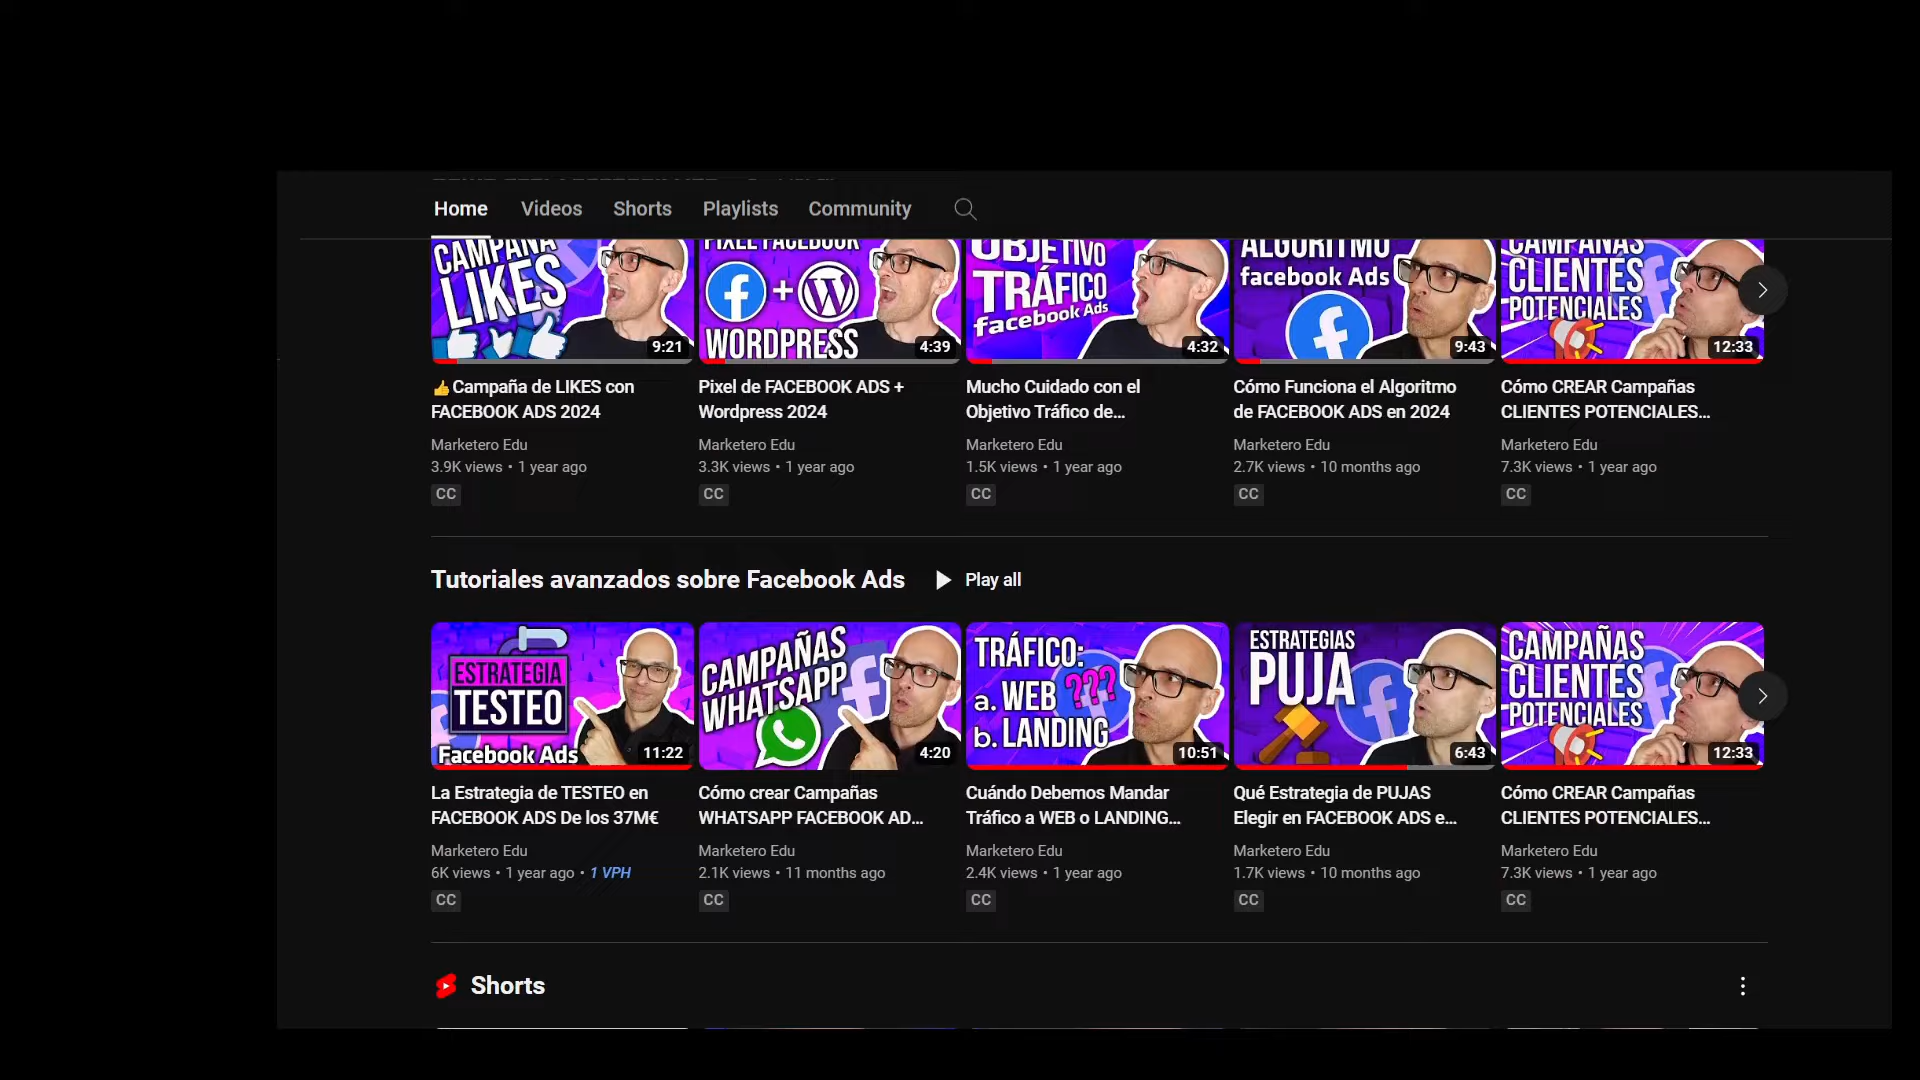 Home Videos Shorts Playlists Community
CAMPAÑA LIKES
9:21
PIXEL FACEBOOK
+
WORDPRESS
4:39
OBJETIVO
TRÁFICO
facebook Ads
4:32
ALGORITMO
facebook Ads
9:43
CAMPAÑAS
CLIENTES
POTENCIALES
12:33
👍Campaña de LIKES con
FACEBOOK ADS 2024
Marketero Edu
3.9K views • 1 year ago
CC
Pixel de FACEBOOK ADS +
Wordpress 2024
Marketero Edu
3.3K views • 1 year ago
CC
Mucho Cuidado con el
Objetivo Tráfico de...
Marketero Edu
1.5K views • 1 year ago
CC
Cómo Funciona el Algoritmo
de FACEBOOK ADS en 2024
Marketero Edu
2.7K views • 10 months ago
CC
Cómo CREAR Campañas
CLIENTES POTENCIALES...
Marketero Edu
7.3K views • 1 year ago
CC
Tutoriales avanzados sobre Facebook Ads Play all
ESTRATEGIA
TESTEO
Facebook Ads
11:22
CAMPAÑAS
WHATSAPP
4:20
TRÁFICO:
a. WEB ???
b. LANDING
10:51
ESTRATEGIAS
PUJA
6:43
CAMPAÑAS
CLIENTES
POTENCIALES
12:33
La Estrategia de TESTEO en
FACEBOOK ADS De los 37M€
Marketero Edu
6K views • 1 year ago • 1 VPH
CC
Cómo crear Campañas
WHATSAPP FACEBOOK AD...
Marketero Edu
2.1K views • 11 months ago
CC
Cuándo Debemos Mandar
Tráfico a WEB o LANDING...
Marketero Edu
2.4K views • 1 year ago
CC
Qué Estrategia de PUJAS
Elegir en FACEBOOK ADS e...
Marketero Edu
1.7K views • 10 months ago
CC
Cómo CREAR Campañas
CLIENTES POTENCIALES...
Marketero Edu
7.3K views • 1 year ago
CC
Shorts